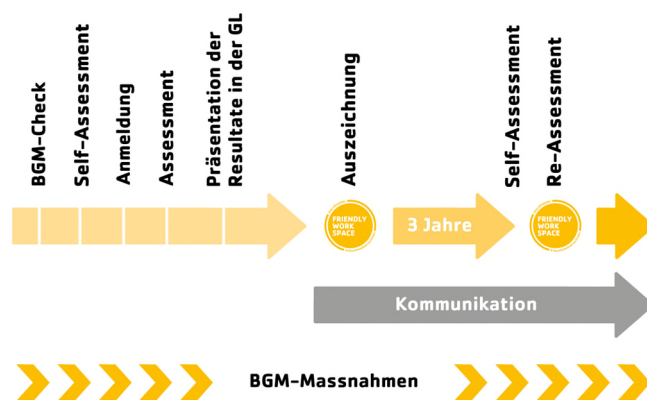 BGM-Check
Self-Assessment
Anmeldung
Assessment
Präsentation der
Resultate in der GL
Auszeichnung
Self-Assessment
Re-Assessment
FRIENDLY
WORK
SPACE
3 Jahre
FRIENDLY
WORK
SPACE
Kommunikation
BGM-Massnahmen